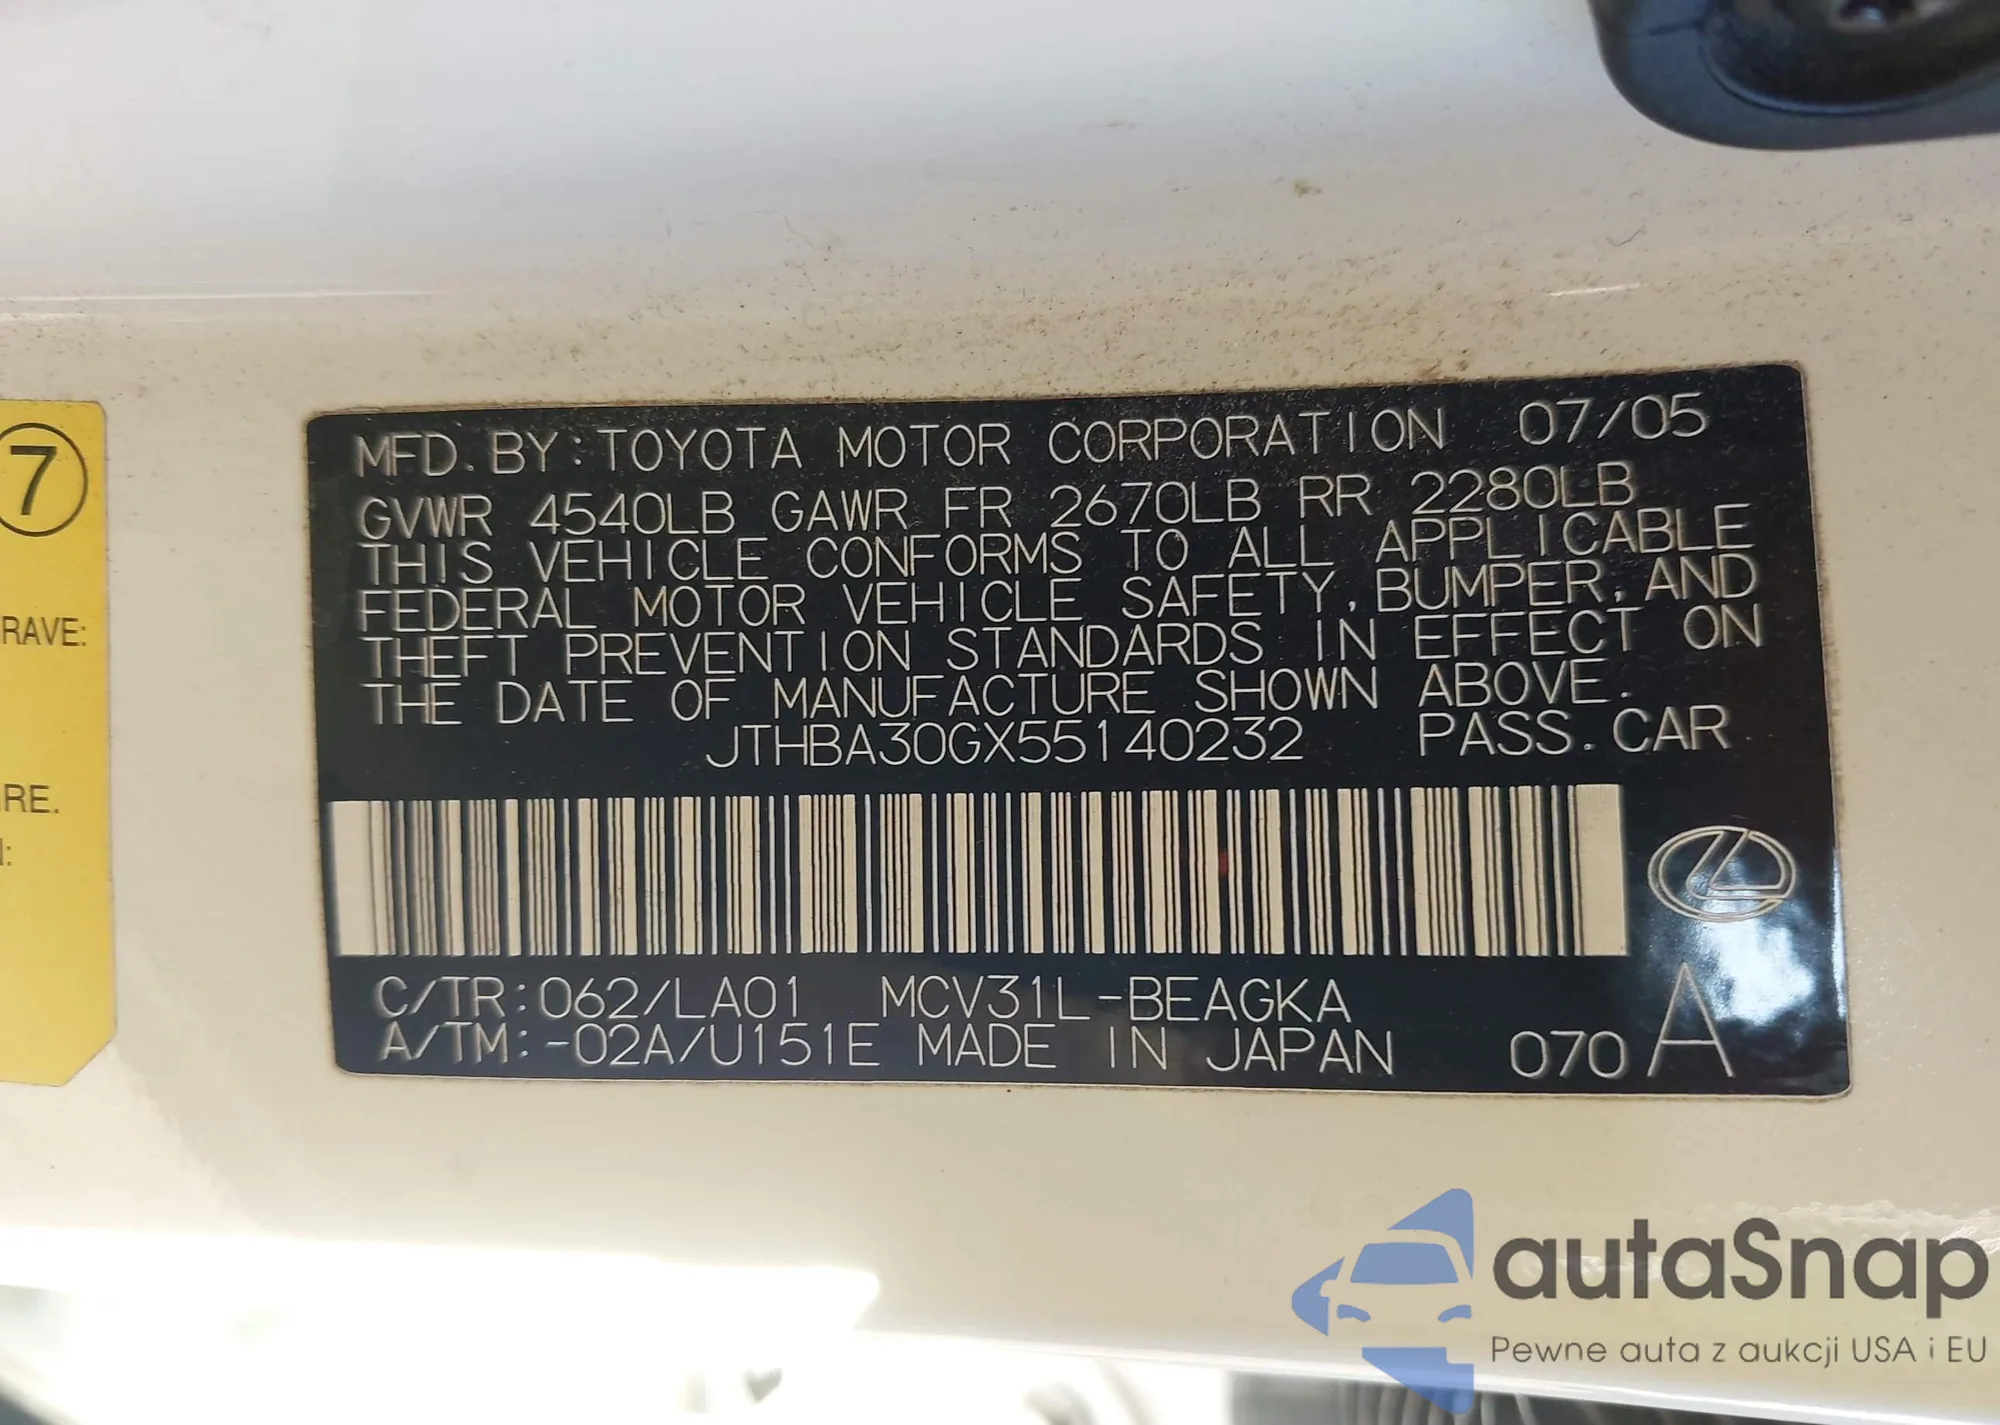 7
RAVE:
RE.
MFD. BY: TOYOTA MOTOR CORPORATION 07/05
GVWR 4540LB GAWR FR 2670LB RR 2280LB
THIS VEHICLE CONFORMS TO ALL APPLICABLE
FEDERAL MOTOR VEHICLE SAFETY, BUMPER, AND
THEFT PREVENTION STANDARDS IN EFFECT ON
THE DATE OF MANUFACTURE SHOWN ABOVE.
JTHBA30GX55140232 PASS. CAR
C/TR: 062/LA01 MCV31L-BEAGKA
A/TM: -02A/U151E MADE IN JAPAN 070 A
autaSnap
Pewne auta z aukcji USA i EU